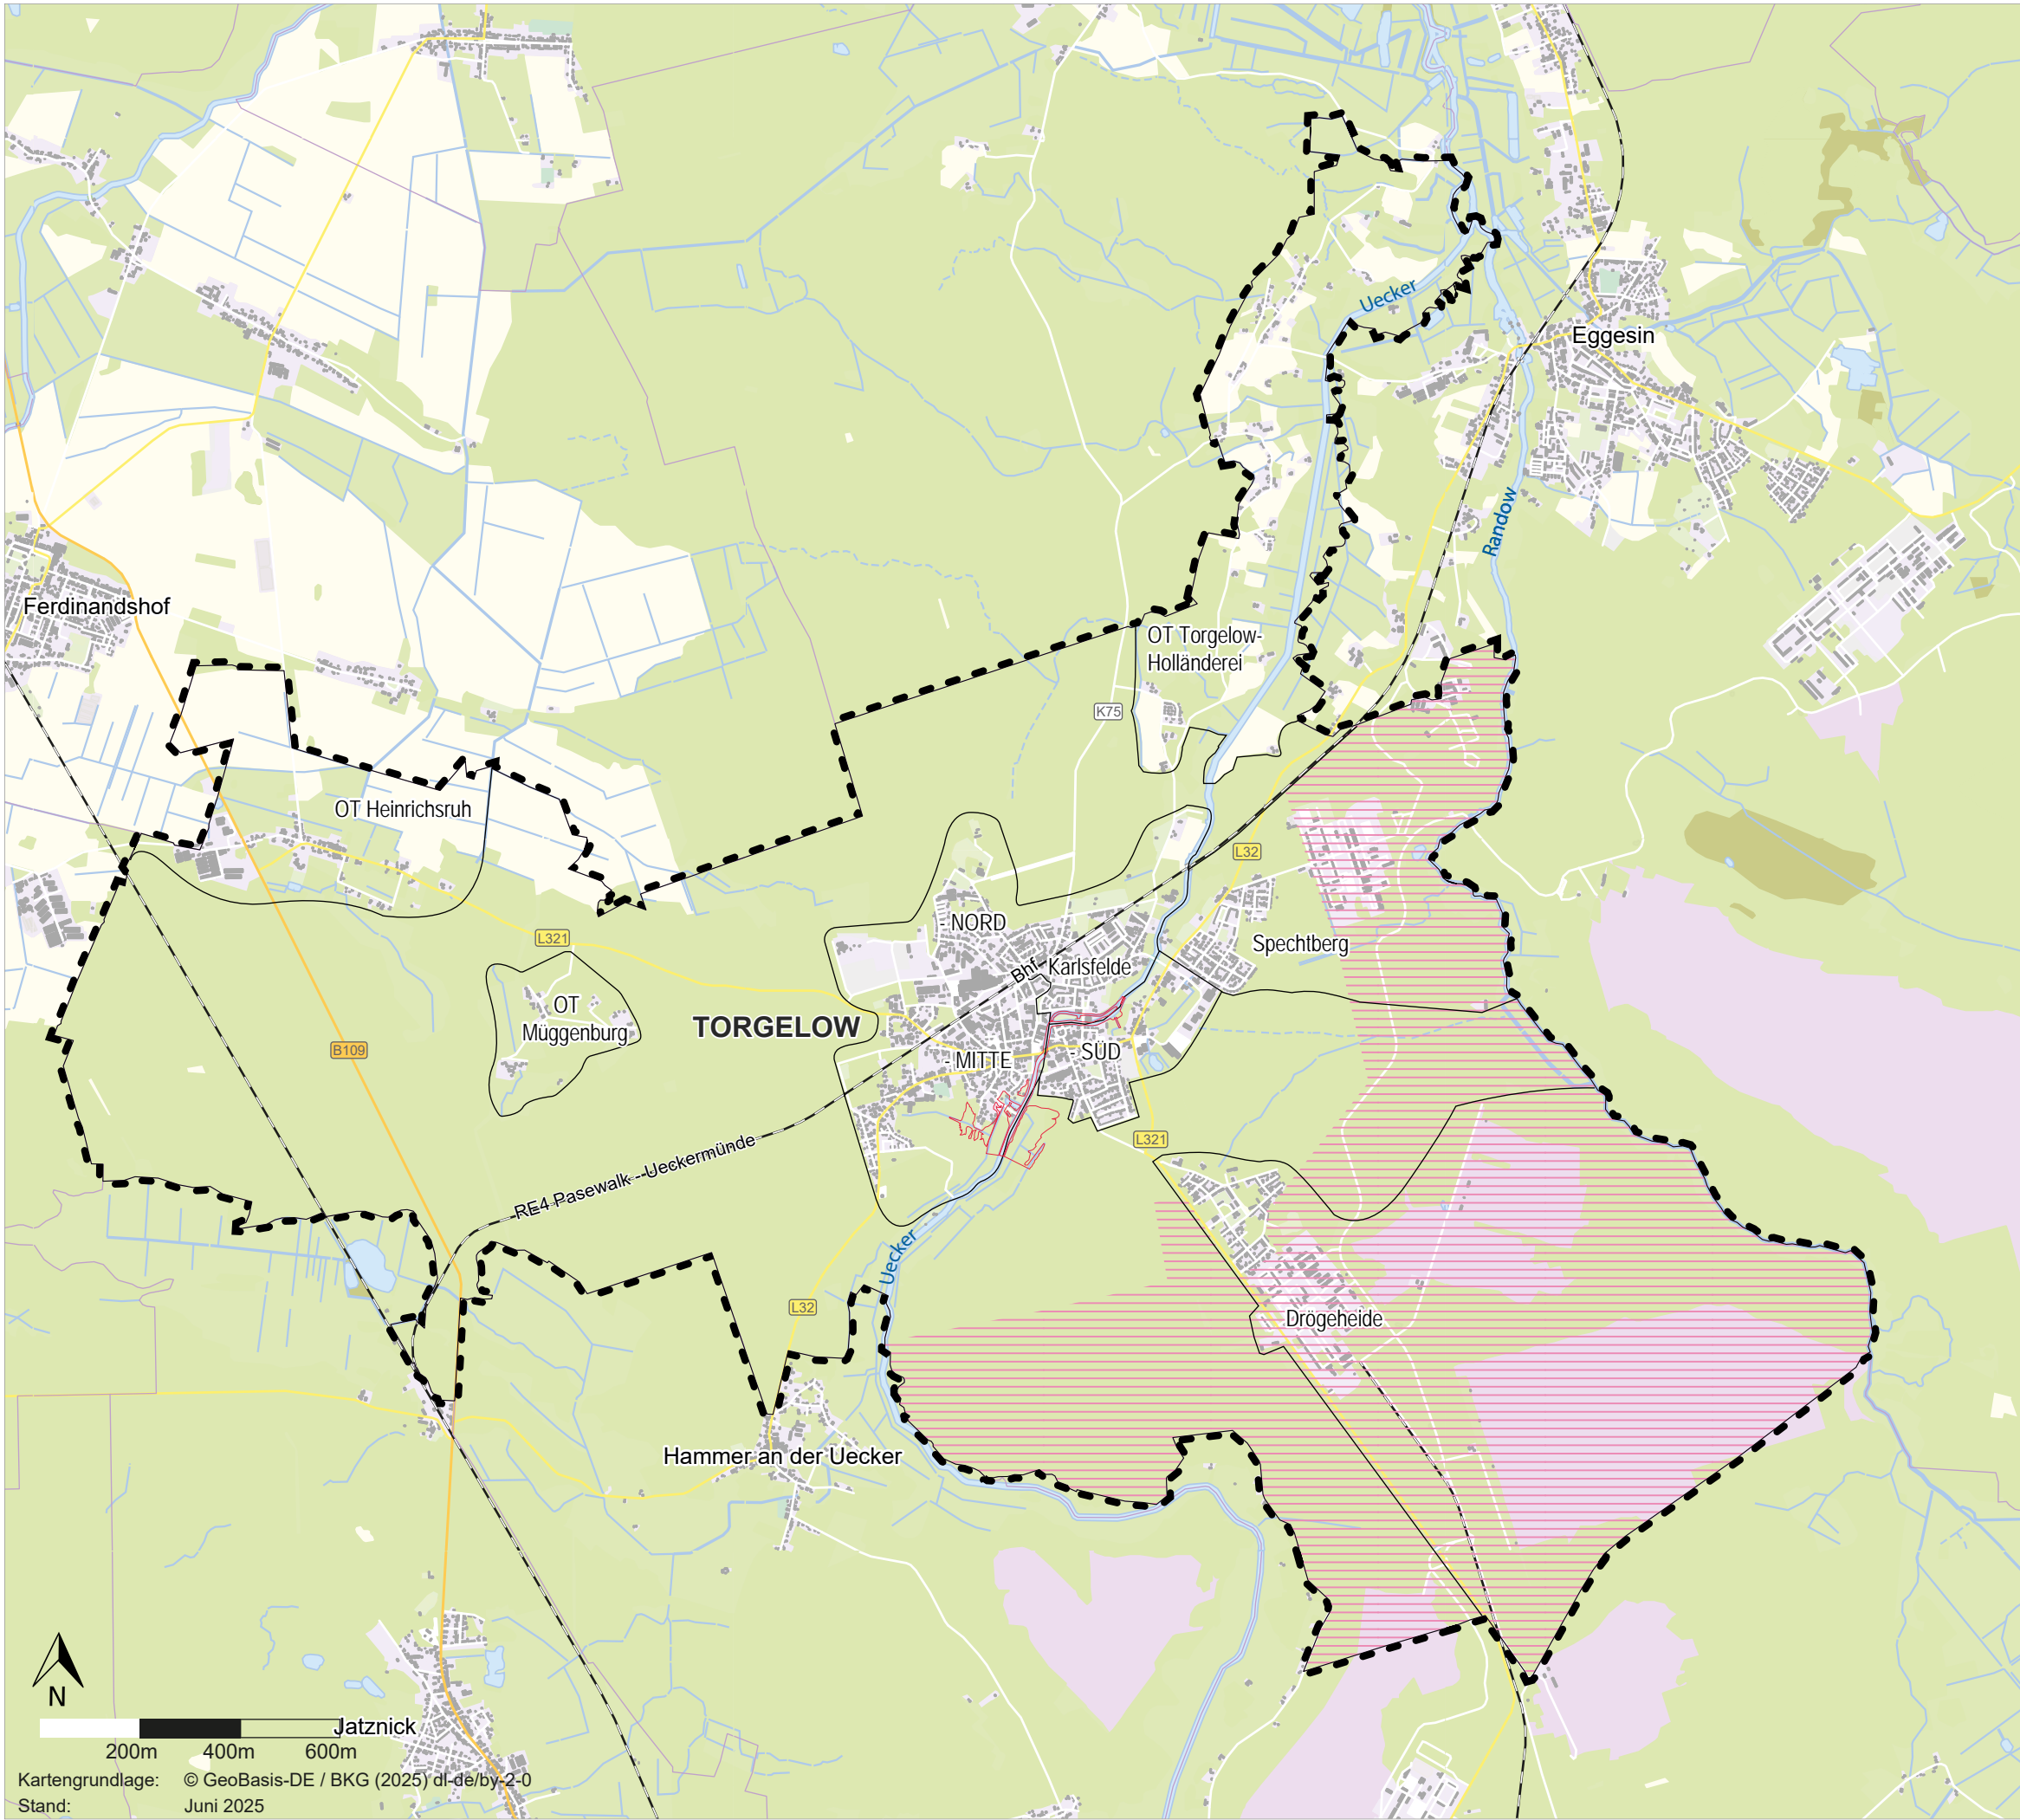 Uecker
Eggesin
Randow
Ferdinandshof
OT Torgelow-
Holländerei
K75
OT Heinrichsruh
L32
- NORD
L321
Spechtberg
Bhf
Karlsfelde
OT
Müggenburg
TORGELOW
B109
- SÜD
- MITTE
L321
RE4 Pasewalk - Ueckermünde
Uecker
L32
Drögeheide
Hammer an der Uecker
N
Jatznick
200m 400m 600m
Kartengrundlage: © GeoBasis-DE / BKG (2025) dl-de/by-2-0
Stand: Juni 2025